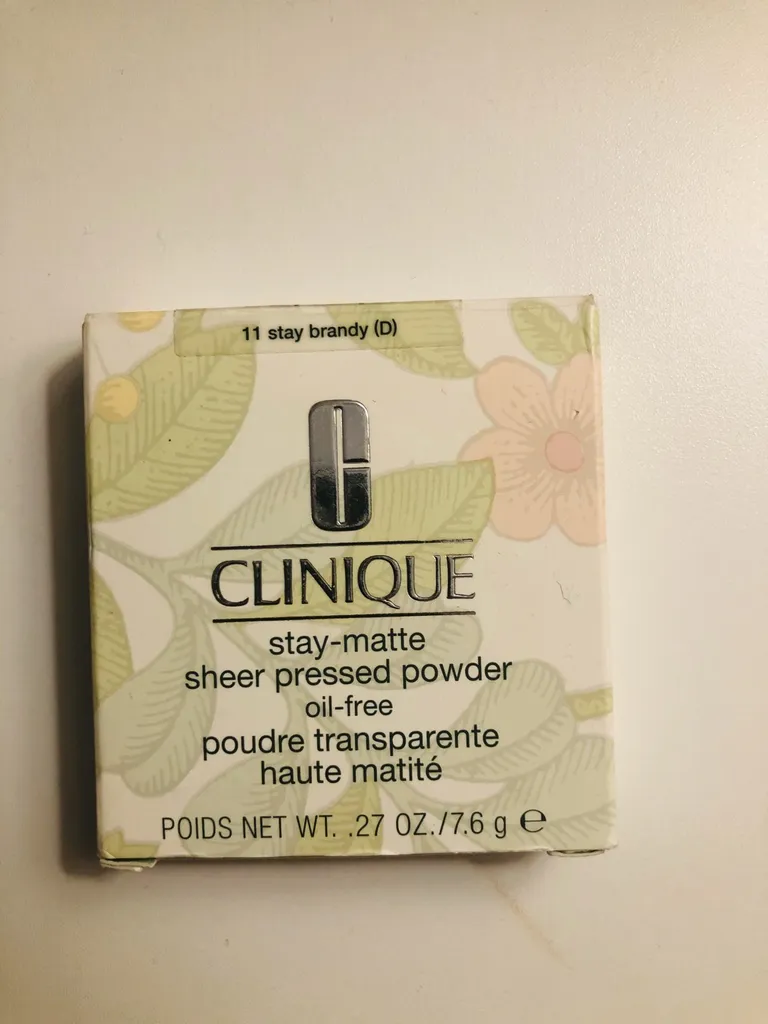 11 stay brandy (D)
C
CLINIQUE
stay-matte
sheer pressed powder
oil-free
poudre transparente
haute matité
POIDS NET WT. .27 OZ./7.6 g ℮